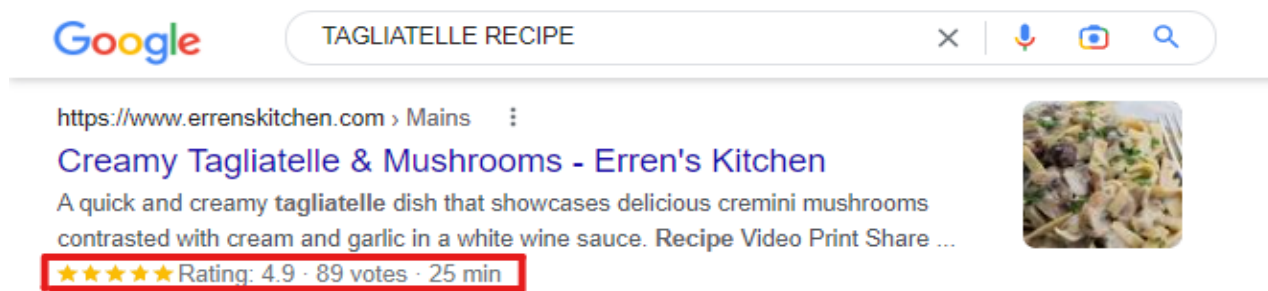 Google TAGLIATELLE RECIPE
https://www.errenskitchen.com › Mains
Creamy Tagliatelle & Mushrooms - Erren's Kitchen
A quick and creamy tagliatelle dish that showcases delicious cremini mushrooms
contrasted with cream and garlic in a white wine sauce. Recipe Video Print Share ...
★★★★★ Rating: 4.9 · 89 votes · 25 min